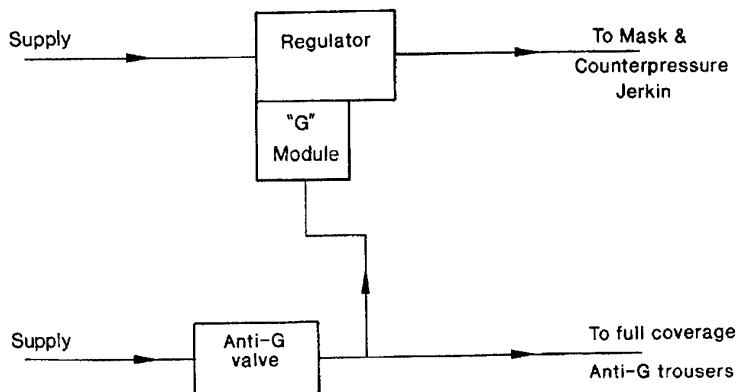 Supply
Regulator
To Mask &
Counterpressure
Jerkin
"G"
Module
Supply
Anti-G
valve
To full coverage
Anti-G trousers